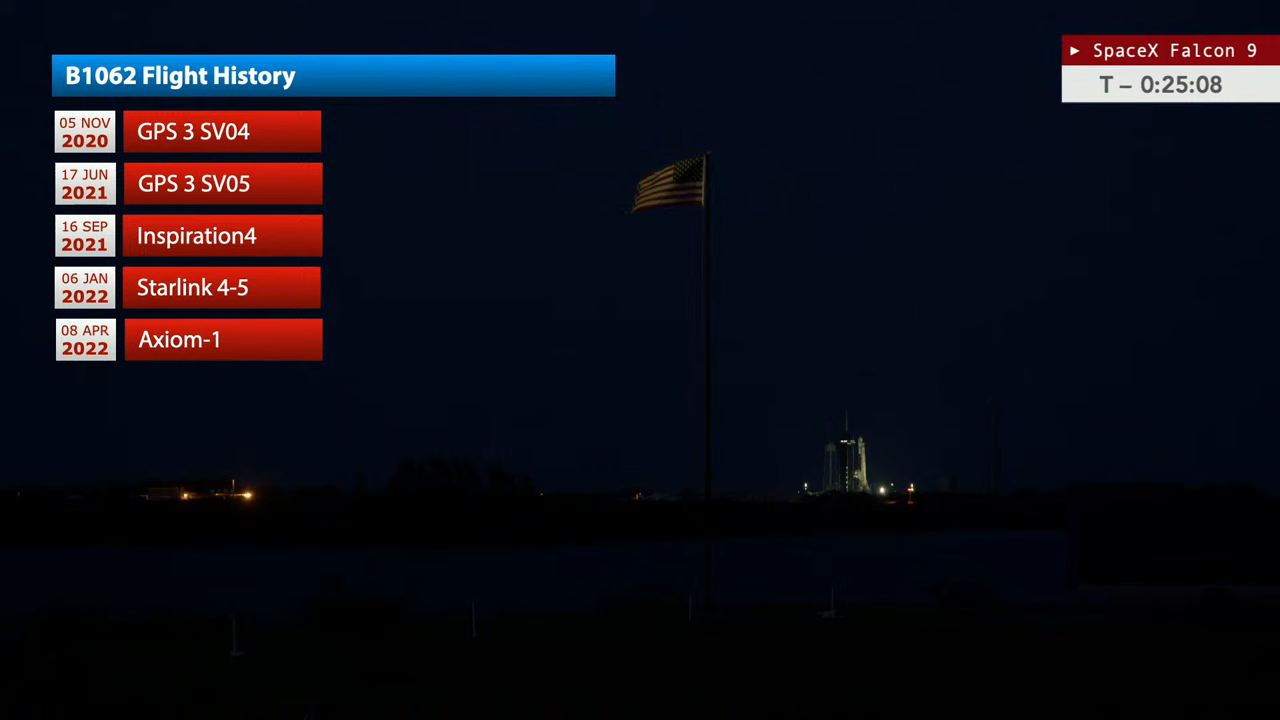 B1062 Flight History
05 NOV
2020
GPS 3 SV04
17 JUN
2021
GPS 3 SV05
16 SEP
2021
Inspiration4
06 JAN
2022
Starlink 4-5
08 APR
2022
Axiom-1
► SpaceX Falcon 9
T – 0:25:08